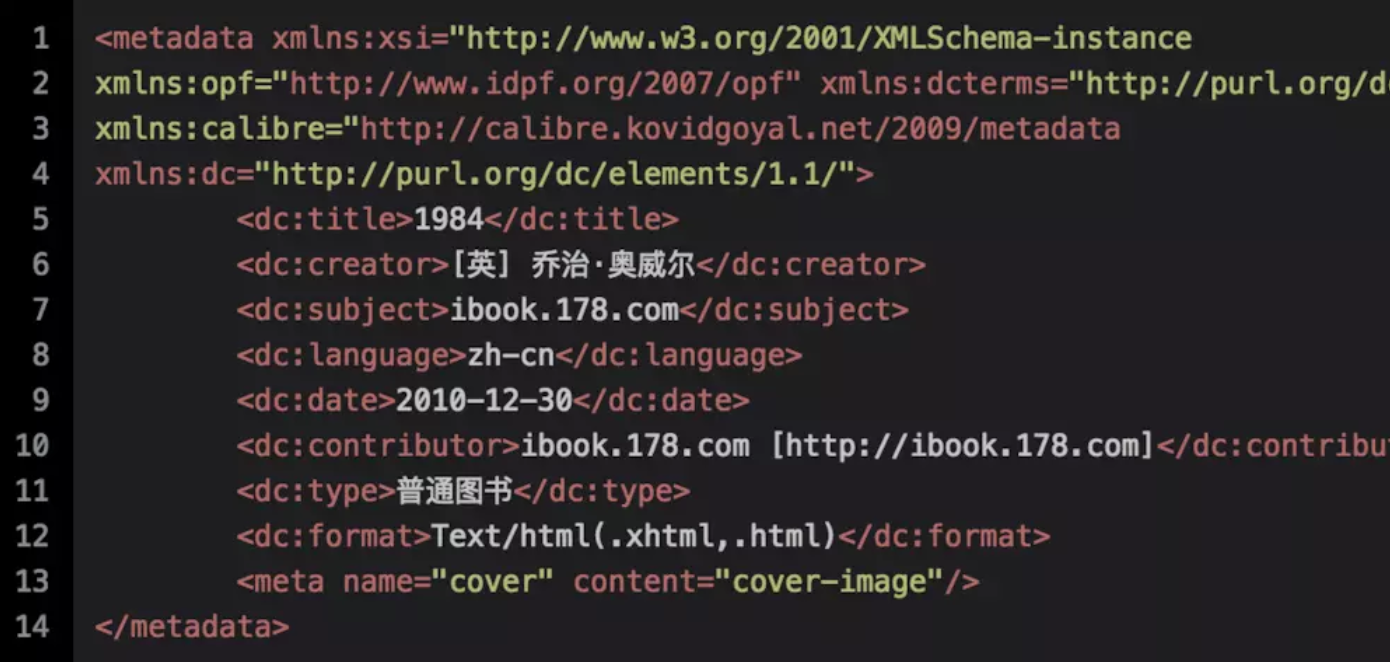 1 <metadata xmlns:xsi="http://www.w3.org/2001/XMLSchema-instance
2 xmlns:opf="http://www.idpf.org/2007/opf" xmlns:dcterms="http://purl.org/d
3 xmlns:calibre="http://calibre.kovidgoyal.net/2009/metadata
4 xmlns:dc="http://purl.org/dc/elements/1.1/">
5 <dc:title>1984</dc:title>
6 <dc:creator>[英] 乔治·奥威尔</dc:creator>
7 <dc:subject>ibook.178.com</dc:subject>
8 <dc:language>zh-cn</dc:language>
9 <dc:date>2010-12-30</dc:date>
10 <dc:contributor>ibook.178.com [http://ibook.178.com]</dc:contribu
11 <dc:type>普通图书</dc:type>
12 <dc:format>Text/html(.xhtml,.html)</dc:format>
13 <meta name="cover" content="cover-image"/>
14 </metadata>